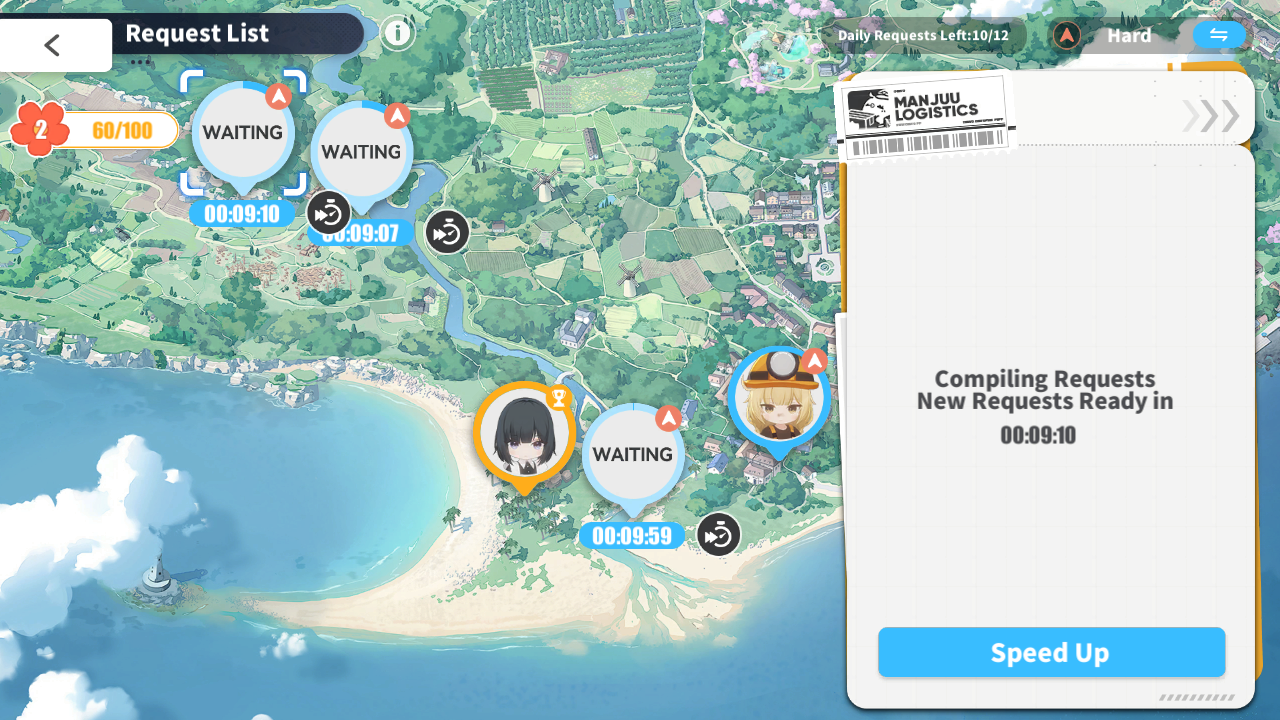 Request List
Daily Requests Left:10/12
Hard
2
60/100
WAITING
00:09:10
WAITING
00:09:07
MANJUU
LOGISTICS
Compiling Requests
New Requests Ready in
00:09:10
WAITING
00:09:59
Speed Up